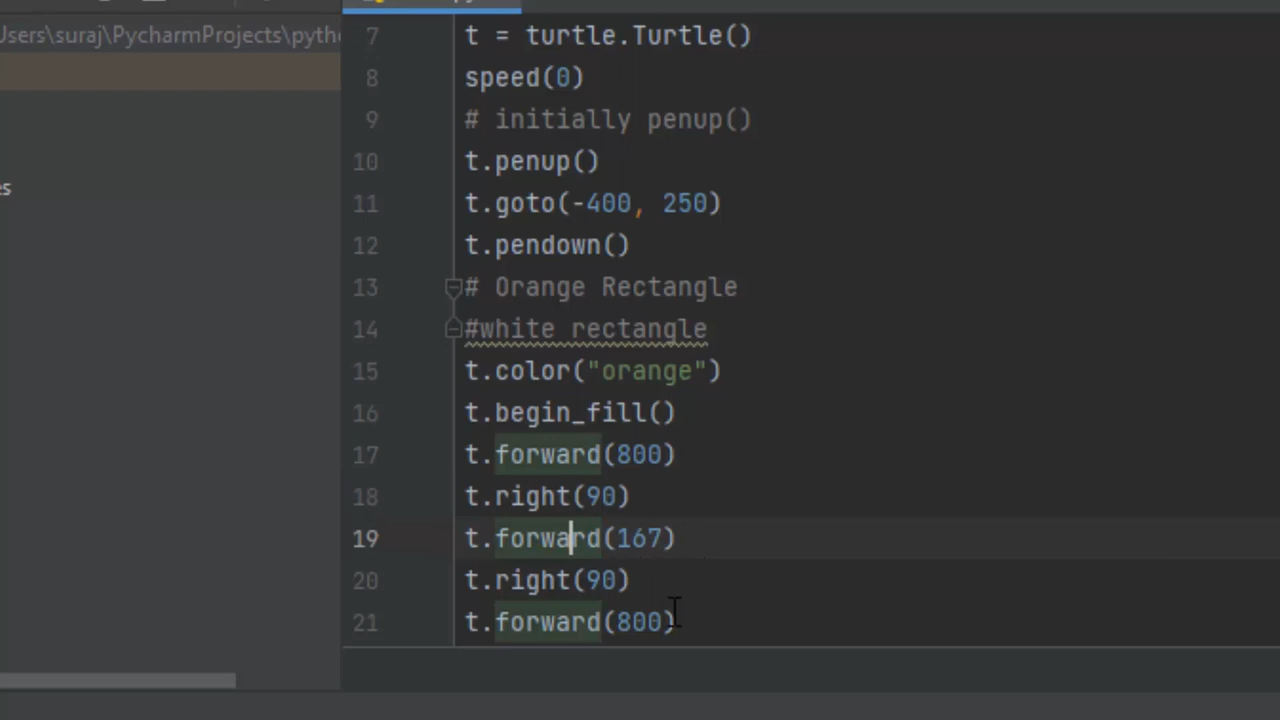 Users\suraj\PycharmProjects\pytho
es
7 t = turtle.Turtle()
8 speed(0)
9 # initially penup()
10 t.penup()
11 t.goto(-400, 250)
12 t.pendown()
13 # Orange Rectangle
14 #white rectangle
15 t.color("orange")
16 t.begin_fill()
17 t.forward(800)
18 t.right(90)
19 t.forward(167)
20 t.right(90)
21 t.forward(800)